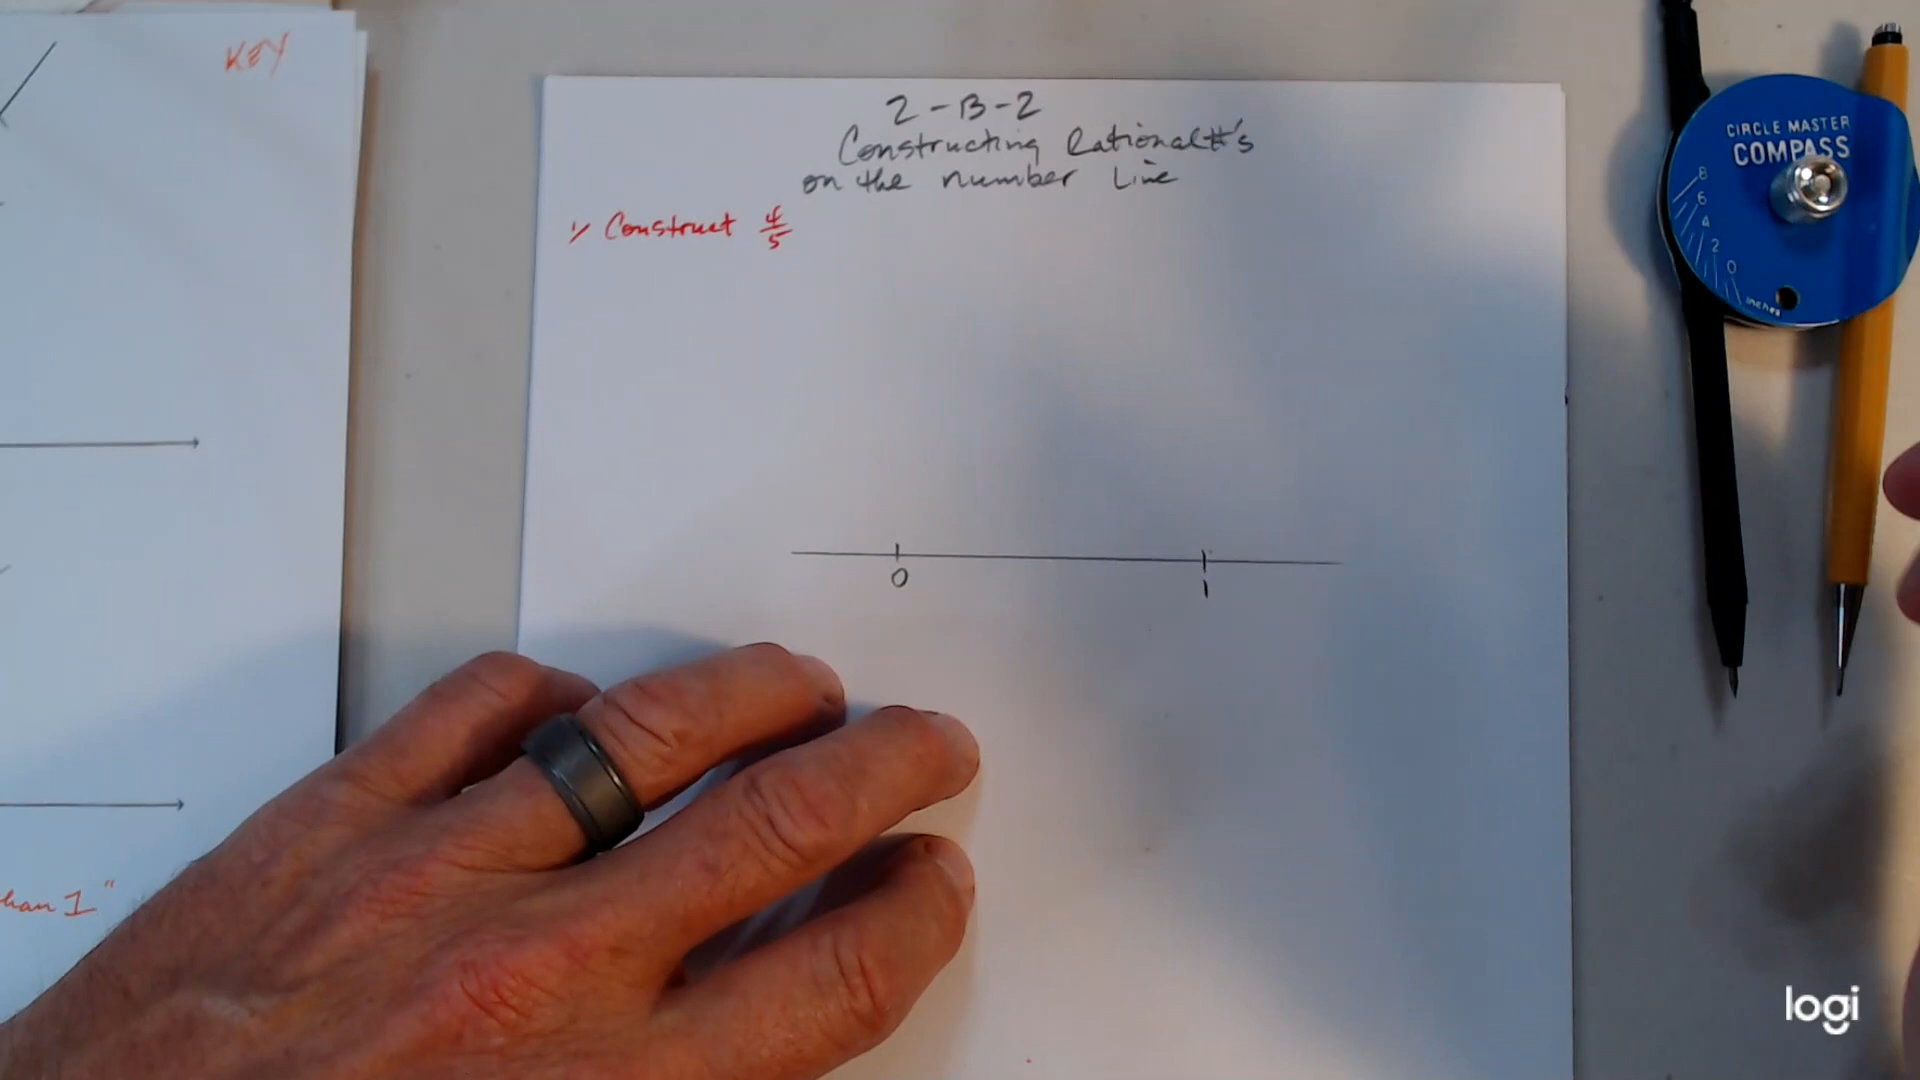 KEY
2-B-2
Constructing Rational #'s
on the number Line
1/ Construct 4/5
0 1
han 1"
CIRCLE MASTER
COMPASS
8
6
4
2
0
inches
logi